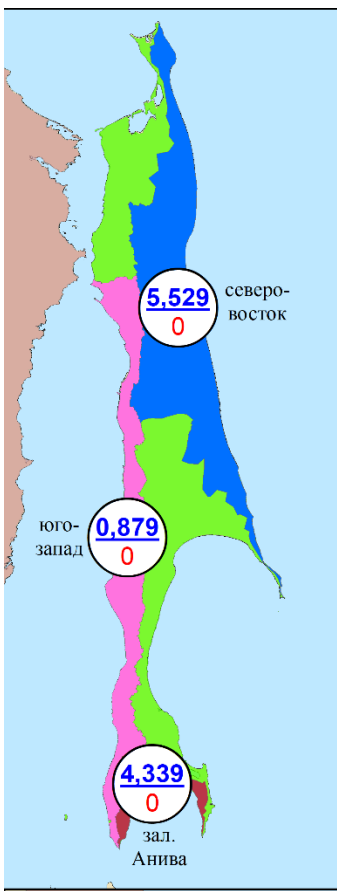 5,529
0
северо-
восток
юго-
запад
0,879
0
4,339
0
зал.
Анива